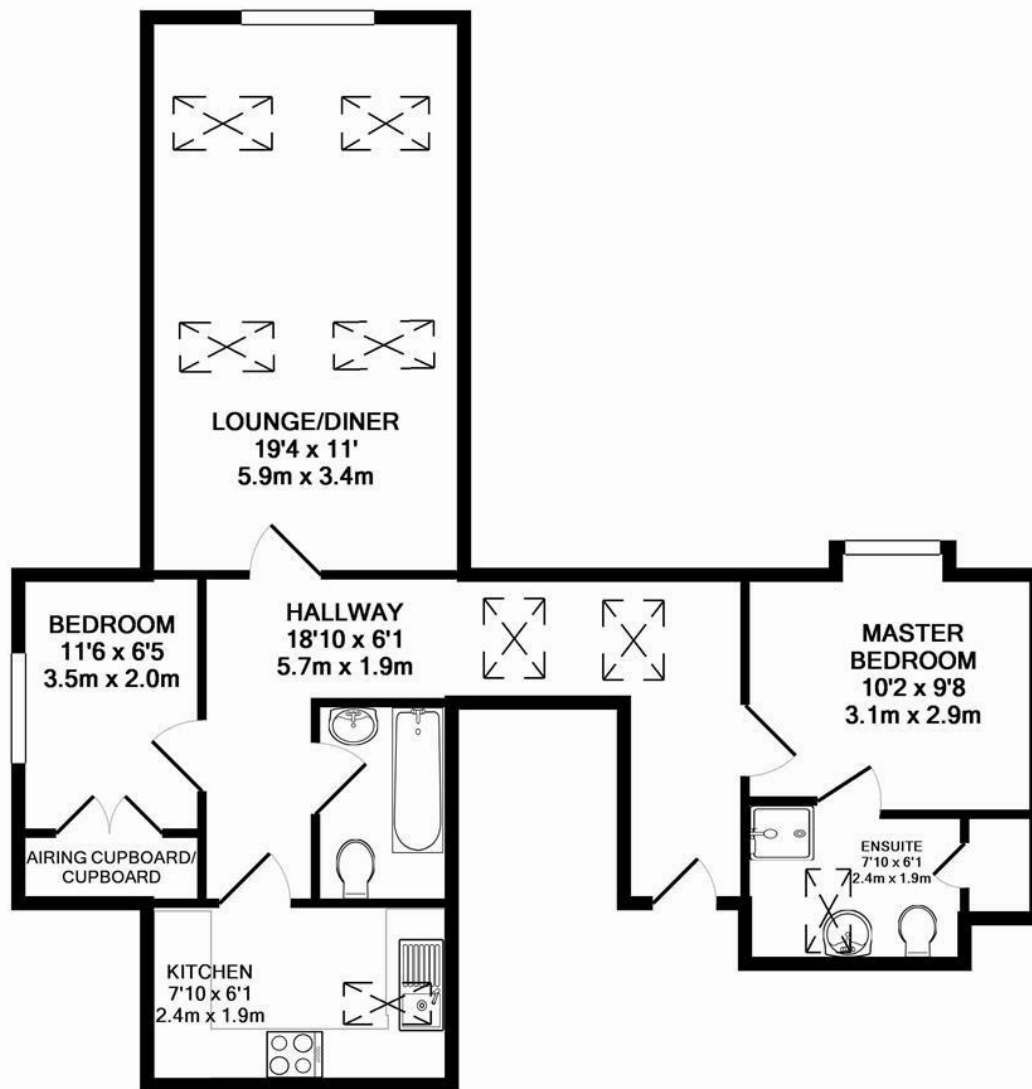 LOUNGE/DINER
19'4 x 11'
5.9m x 3.4m
BEDROOM
11'6 x 6'5
3.5m x 2.0m
HALLWAY
18'10 x 6'1
5.7m x 1.9m
MASTER
BEDROOM
10'2 x 9'8
3.1m x 2.9m
AIRING CUPBOARD/
CUPBOARD
ENSUITE
7'10 x 6'1
2.4m x 1.9m
KITCHEN
7'10 x 6'1
2.4m x 1.9m